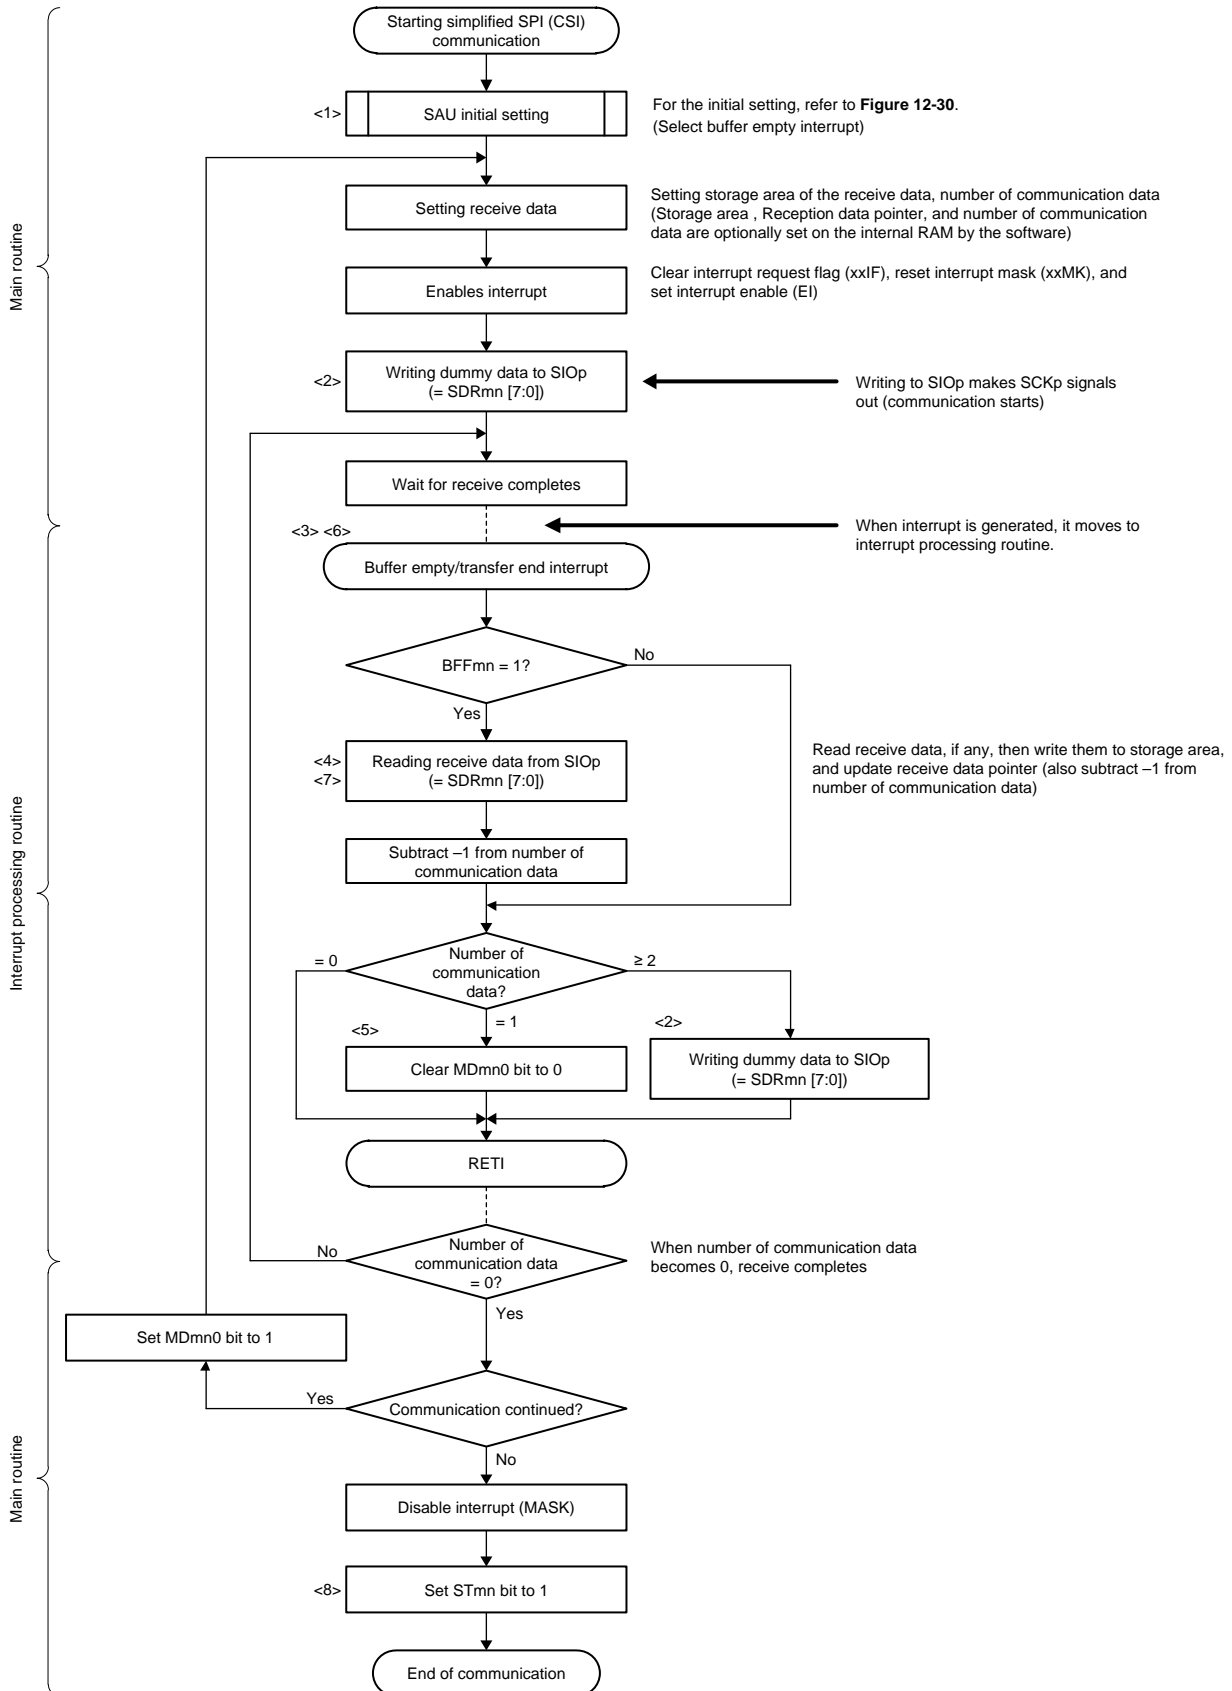 Starting simplified SPI (CSI)
communication
<1>
SAU initial setting
For the initial setting, refer to Figure 12-30.
(Select buffer empty interrupt)
Main routine
Setting receive data
Setting storage area of the receive data, number of communication data
(Storage area , Reception data pointer, and number of communication
data are optionally set on the internal RAM by the software)
Enables interrupt
Clear interrupt request flag (xxIF), reset interrupt mask (xxMK), and
set interrupt enable (EI)
<2>
Writing dummy data to SIOp
(= SDRmn [7:0])
Writing to SIOp makes SCKp signals
out (communication starts)
Wait for receive completes
<3> <6>
When interrupt is generated, it moves to
interrupt processing routine.
Buffer empty/transfer end interrupt
Interrupt processing routine
BFFmn = 1?
No
Yes
<4>
<7>
Reading receive data from SIOp
(= SDRmn [7:0])
Read receive data, if any, then write them to storage area,
and update receive data pointer (also subtract –1 from
number of communication data)
Subtract –1 from number of
communication data
Number of
communication
data?
= 0
≥ 2
= 1
<5>
Clear MDmn0 bit to 0
<2>
Writing dummy data to SIOp
(= SDRmn [7:0])
RETI
Number of
communication data
= 0?
No
When number of communication data
becomes 0, receive completes
Yes
Set MDmn0 bit to 1
Main routine
Communication continued?
Yes
No
Disable interrupt (MASK)
<8>
Set STmn bit to 1
End of communication